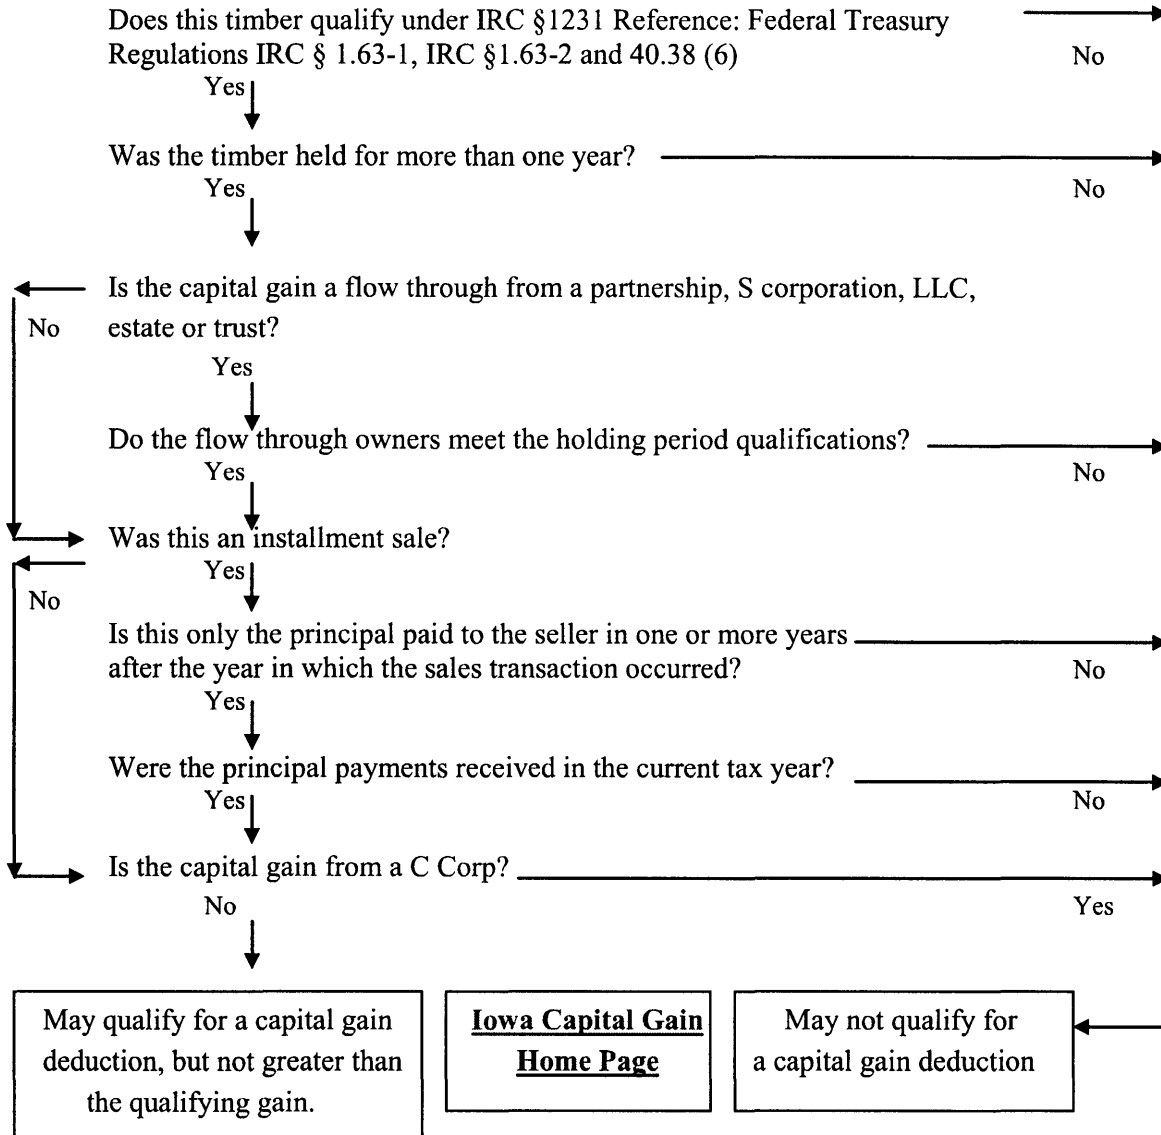 Does this timber qualify under IRC §1231 Reference: Federal Treasury
Regulations IRC § 1.63-1, IRC §1.63-2 and 40.38 (6)
No
Yes
Was the timber held for more than one year?
Yes
No
Is the capital gain a flow through from a partnership, S corporation, LLC,
No
estate or trust?
Yes
Do the flow through owners meet the holding period qualifications?
Yes
No
Was this an installment sale?
Yes
No
Is this only the principal paid to the seller in one or more years
after the year in which the sales transaction occurred?
No
Yes
Were the principal payments received in the current tax year?
Yes
No
Is the capital gain from a C Corp?
No
Yes
May qualify for a capital gain
deduction, but not greater than
the qualifying gain.
Iowa Capital Gain
Home Page
May not qualify for
a capital gain deduction